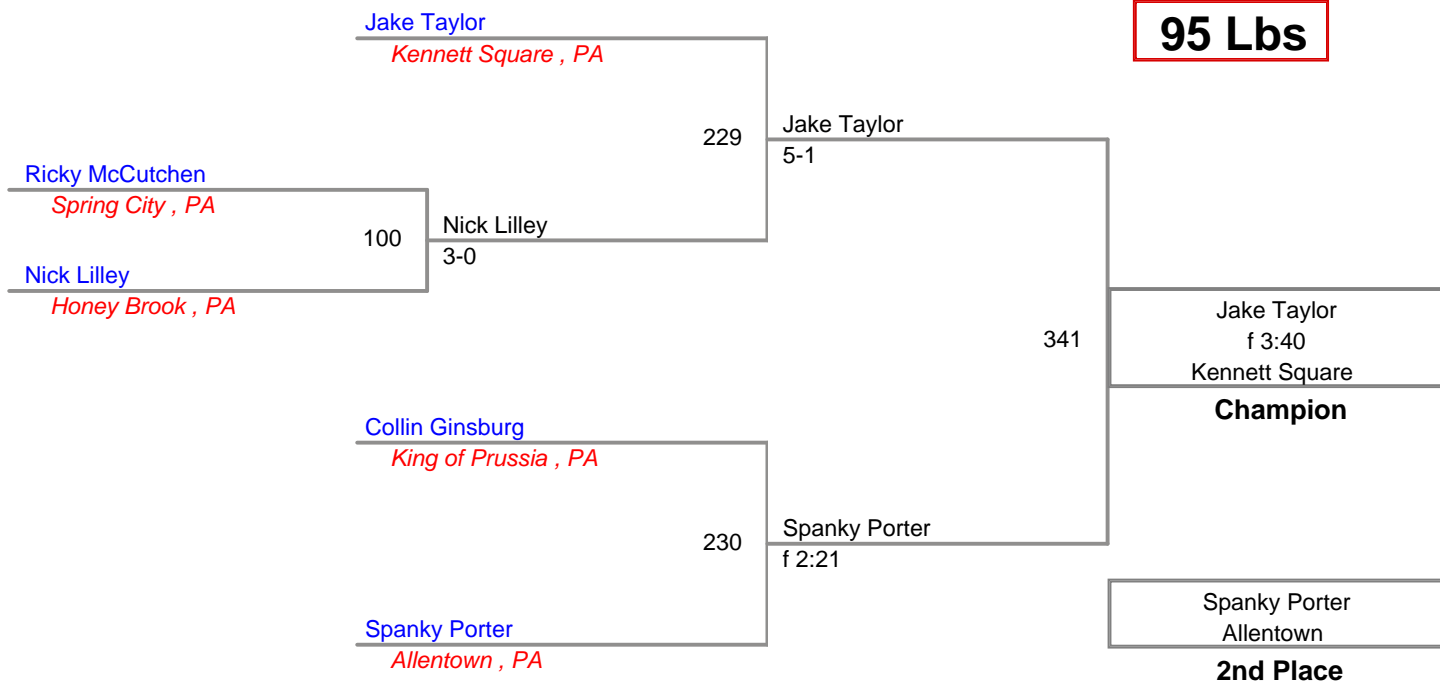 Jake Taylor
Kennett Square , PA
95 Lbs
229
Jake Taylor
5-1
Ricky McCutchen
Spring City , PA
100
Nick Lilley
3-0
Nick Lilley
Honey Brook , PA
341
Jake Taylor
f 3:40
Kennett Square
Champion
Collin Ginsburg
King of Prussia , PA
230
Spanky Porter
f 2:21
Spanky Porter
Allentown , PA
Spanky Porter
Allentown
2nd Place